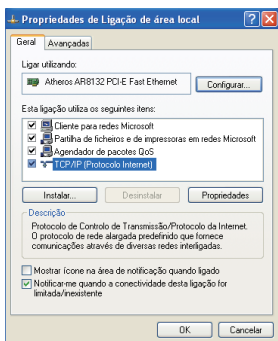 Propriedades de Ligação de área local
Geral
Avançadas
Ligar utilizando:
Atheros AR8132 PCI-E Fast Ethernet
Configurar...
Esta ligação utiliza os seguintes itens:
Cliente para redes Microsoft
Partilha de ficheiros e de impressoras em redes Microsoft
Agendador de pacotes QoS
TCP/IP (Protocolo Internet)
Instalar...
Desinstalar
Propriedades
Descrição
Protocolo de Controlo de Transmissão/Protocolo da Internet.
O protocolo de rede alargada predefinido que fornece
comunicações através de diversas redes interligadas.
Mostrar ícone na área de notificação quando ligado
Notificar-me quando a conectividade desta ligação for
limitada/inexistente
OK
Cancelar